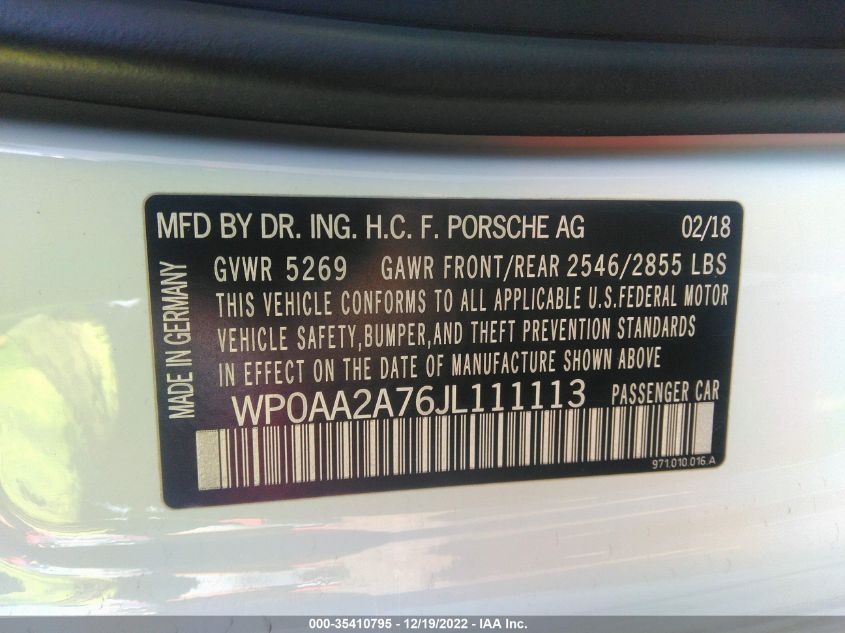 MFD BY DR. ING. H.C. F. PORSCHE AG 02/18
MADE IN GERMANY
GVWR 5269 GAWR FRONT/REAR 2546/2855 LBS
THIS VEHICLE CONFORMS TO ALL APPLICABLE U.S.FEDERAL MOTOR
VEHICLE SAFETY,BUMPER,AND THEFT PREVENTION STANDARDS
IN EFFECT ON THE DATE OF MANUFACTURE SHOWN ABOVE
WP0AA2A76JL111113 PASSENGER CAR
971.010.016 A
000-35410795 - 12/19/2022 - IAA Inc.